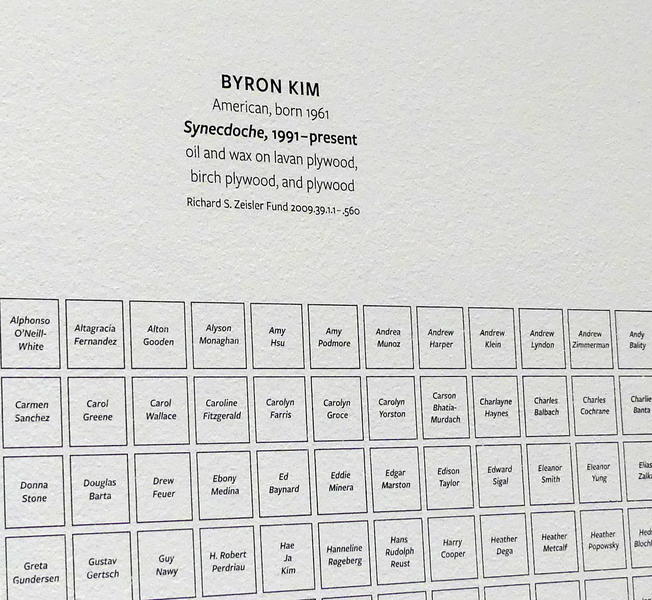 BYRON KIM
American, born 1961
Synecdoche, 1991–present
oil and wax on lavan plywood,
birch plywood, and plywood
Richard S. Zeisler Fund 2009.39.1.1–.560
Alphonso
O'Neill-
White
Altagracia
Fernandez
Alton
Gooden
Alyson
Monaghan
Amy
Hsu
Amy
Podmore
Andrea
Munoz
Andrew
Harper
Andrew
Klein
Andrew
Lyndon
Andrew
Zimmerman
Andy
Bality
Carmen
Sanchez
Carol
Greene
Carol
Wallace
Caroline
Fitzgerald
Carolyn
Farris
Carolyn
Groce
Carolyn
Yorston
Carson
Bhatia-
Murdach
Charlayne
Haynes
Charles
Balbach
Charles
Cochrane
Charlie
Banta
Donna
Stone
Douglas
Barta
Drew
Feuer
Ebony
Medina
Ed
Baynard
Eddie
Minera
Edgar
Marston
Edison
Taylor
Edward
Sigal
Eleanor
Smith
Eleanor
Yung
Elias
Greta
Gundersen
Gustav
Gertsch
Guy
Nawy
H. Robert
Perdriau
Hae
Ja
Kim
Hanneline
Røgeberg
Hans
Rudolph
Reust
Harry
Cooper
Heather
Dega
Heather
Metcalf
Heather
Popowsky